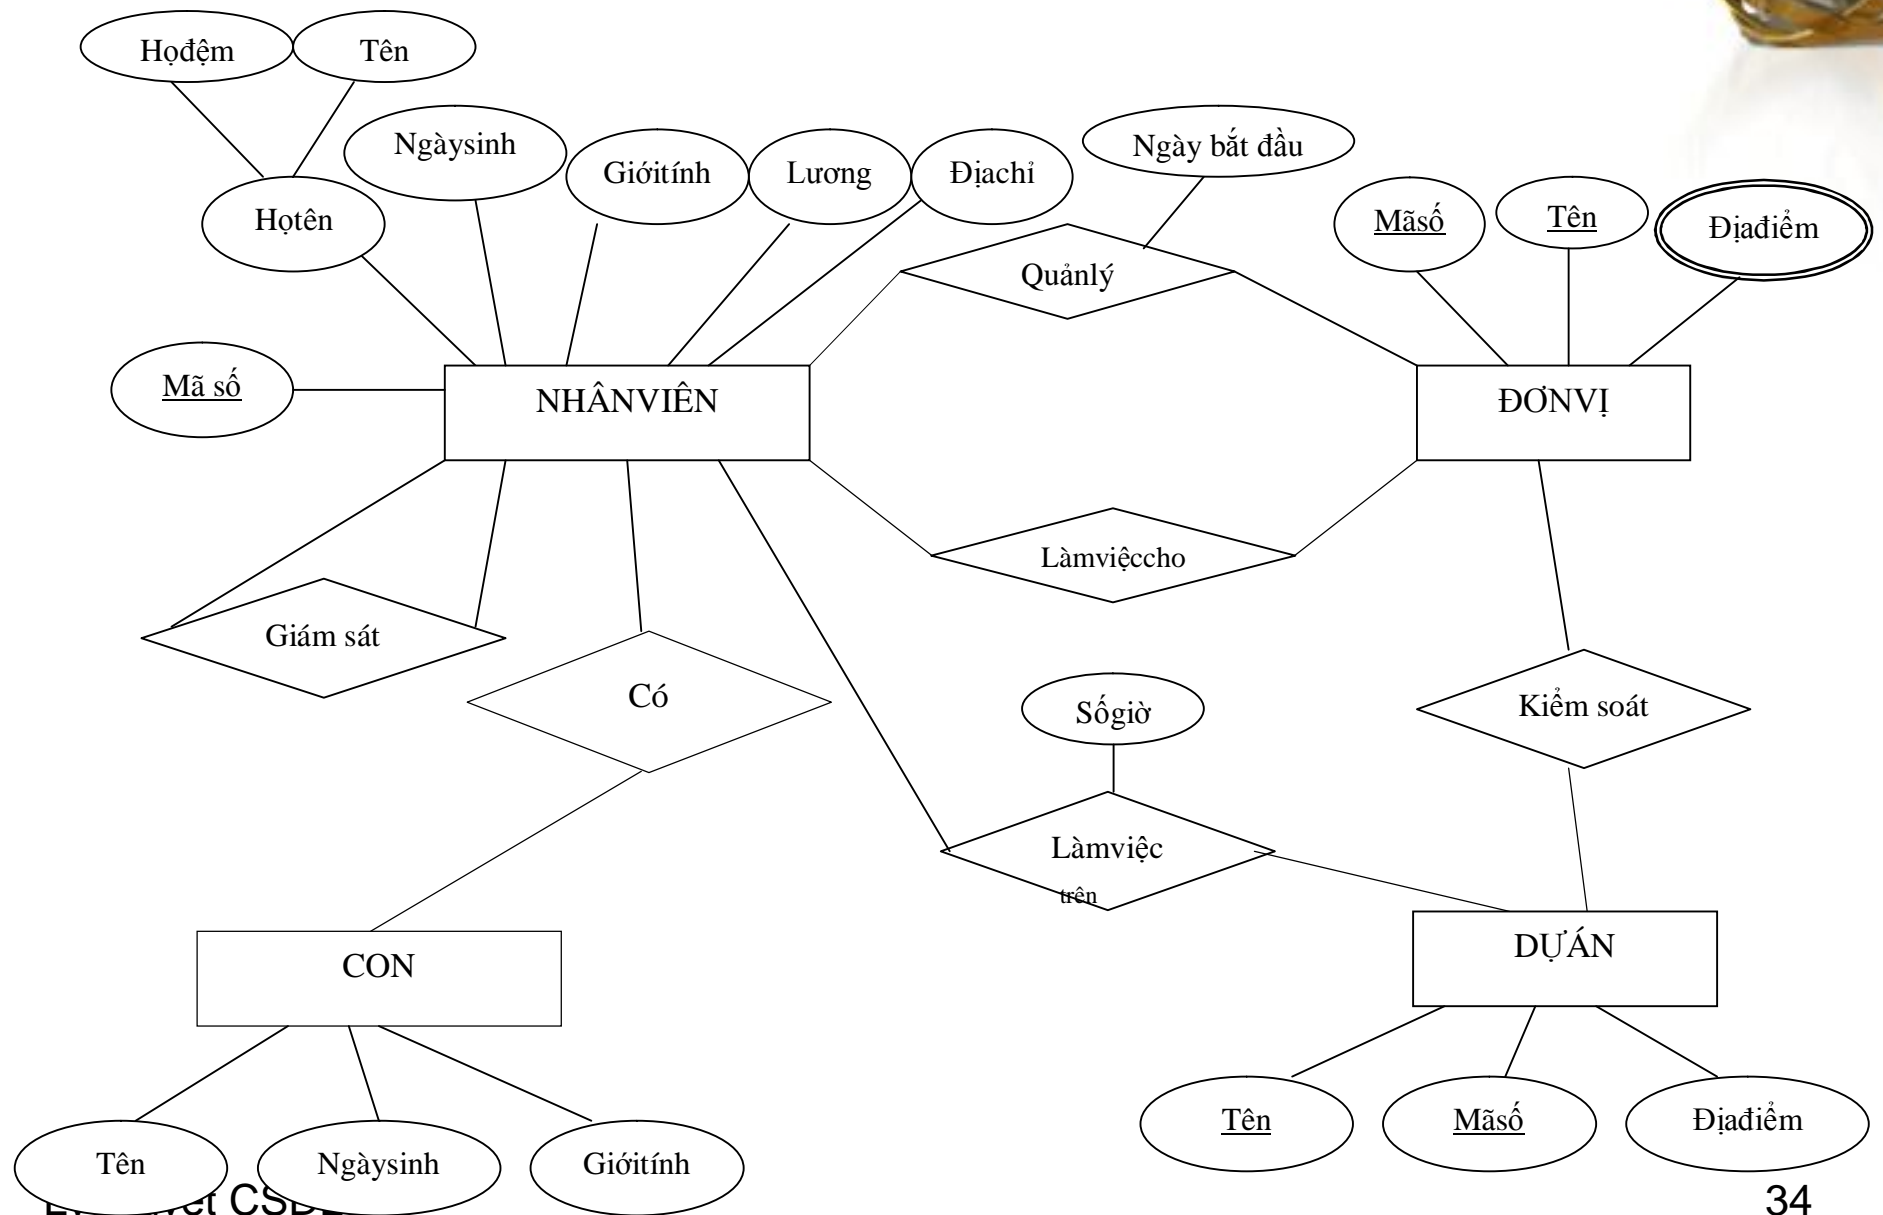 Họđệm Tên
Ngàysinh Giớitính Lương Địachỉ Ngày bắt đầu
Họtên Mãsố Tên Địađiểm
Quảnlý
Mã số NHÂNVIÊN ĐƠNVỊ
Làmviệccho
Giám sát
Có Sốgiờ Kiểm soát
Làmviệc
trên
CON DỰÁN
Tên Mãsố Địađiểm
Tên Ngàysinh Giớitính
34